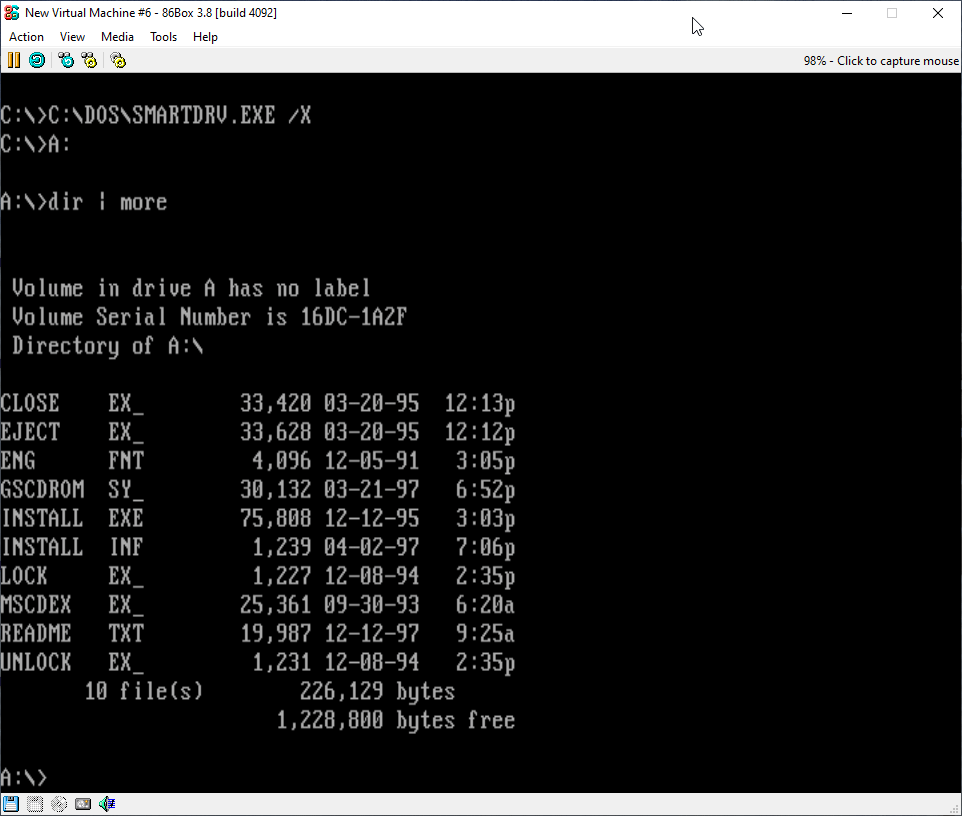 New Virtual Machine #6 - 86Box 3.8 [build 4092]
Action View Media Tools Help
98% - Click to capture mouse
C:\>C:\DOS\SMARTDRV.EXE /X
C:\>A:
A:\>dir | more
Volume in drive A has no label
Volume Serial Number is 16DC-1A2F
Directory of A:\
CLOSE    EX_        33,420 03-20-95  12:13p
EJECT    EX_        33,628 03-20-95  12:12p
ENG      FNT         4,096 12-05-91   3:05p
GSCDROM  SY_        30,132 03-21-97   6:52p
INSTALL  EXE        75,808 12-12-95   3:03p
INSTALL  INF         1,239 04-02-97   7:06p
LOCK     EX_         1,227 12-08-94   2:35p
MSCDEX   EX_        25,361 09-30-93   6:20a
README   TXT        19,987 12-12-97   9:25a
UNLOCK   EX_         1,231 12-08-94   2:35p
10 file(s)        226,129 bytes
1,228,800 bytes free
A:\>